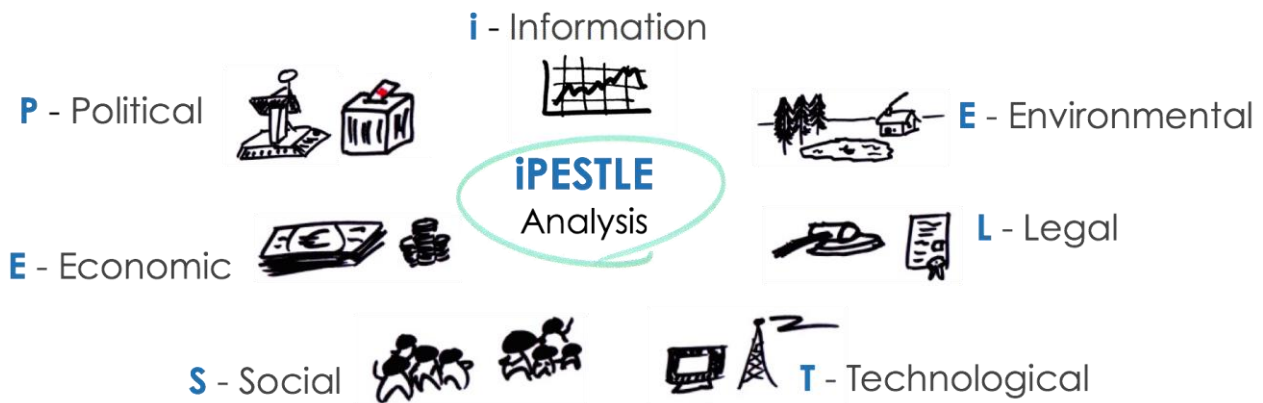 i - Information
P - Political
E - Environmental
iPESTLE
Analysis
L - Legal
E - Economic
S - Social
T - Technological